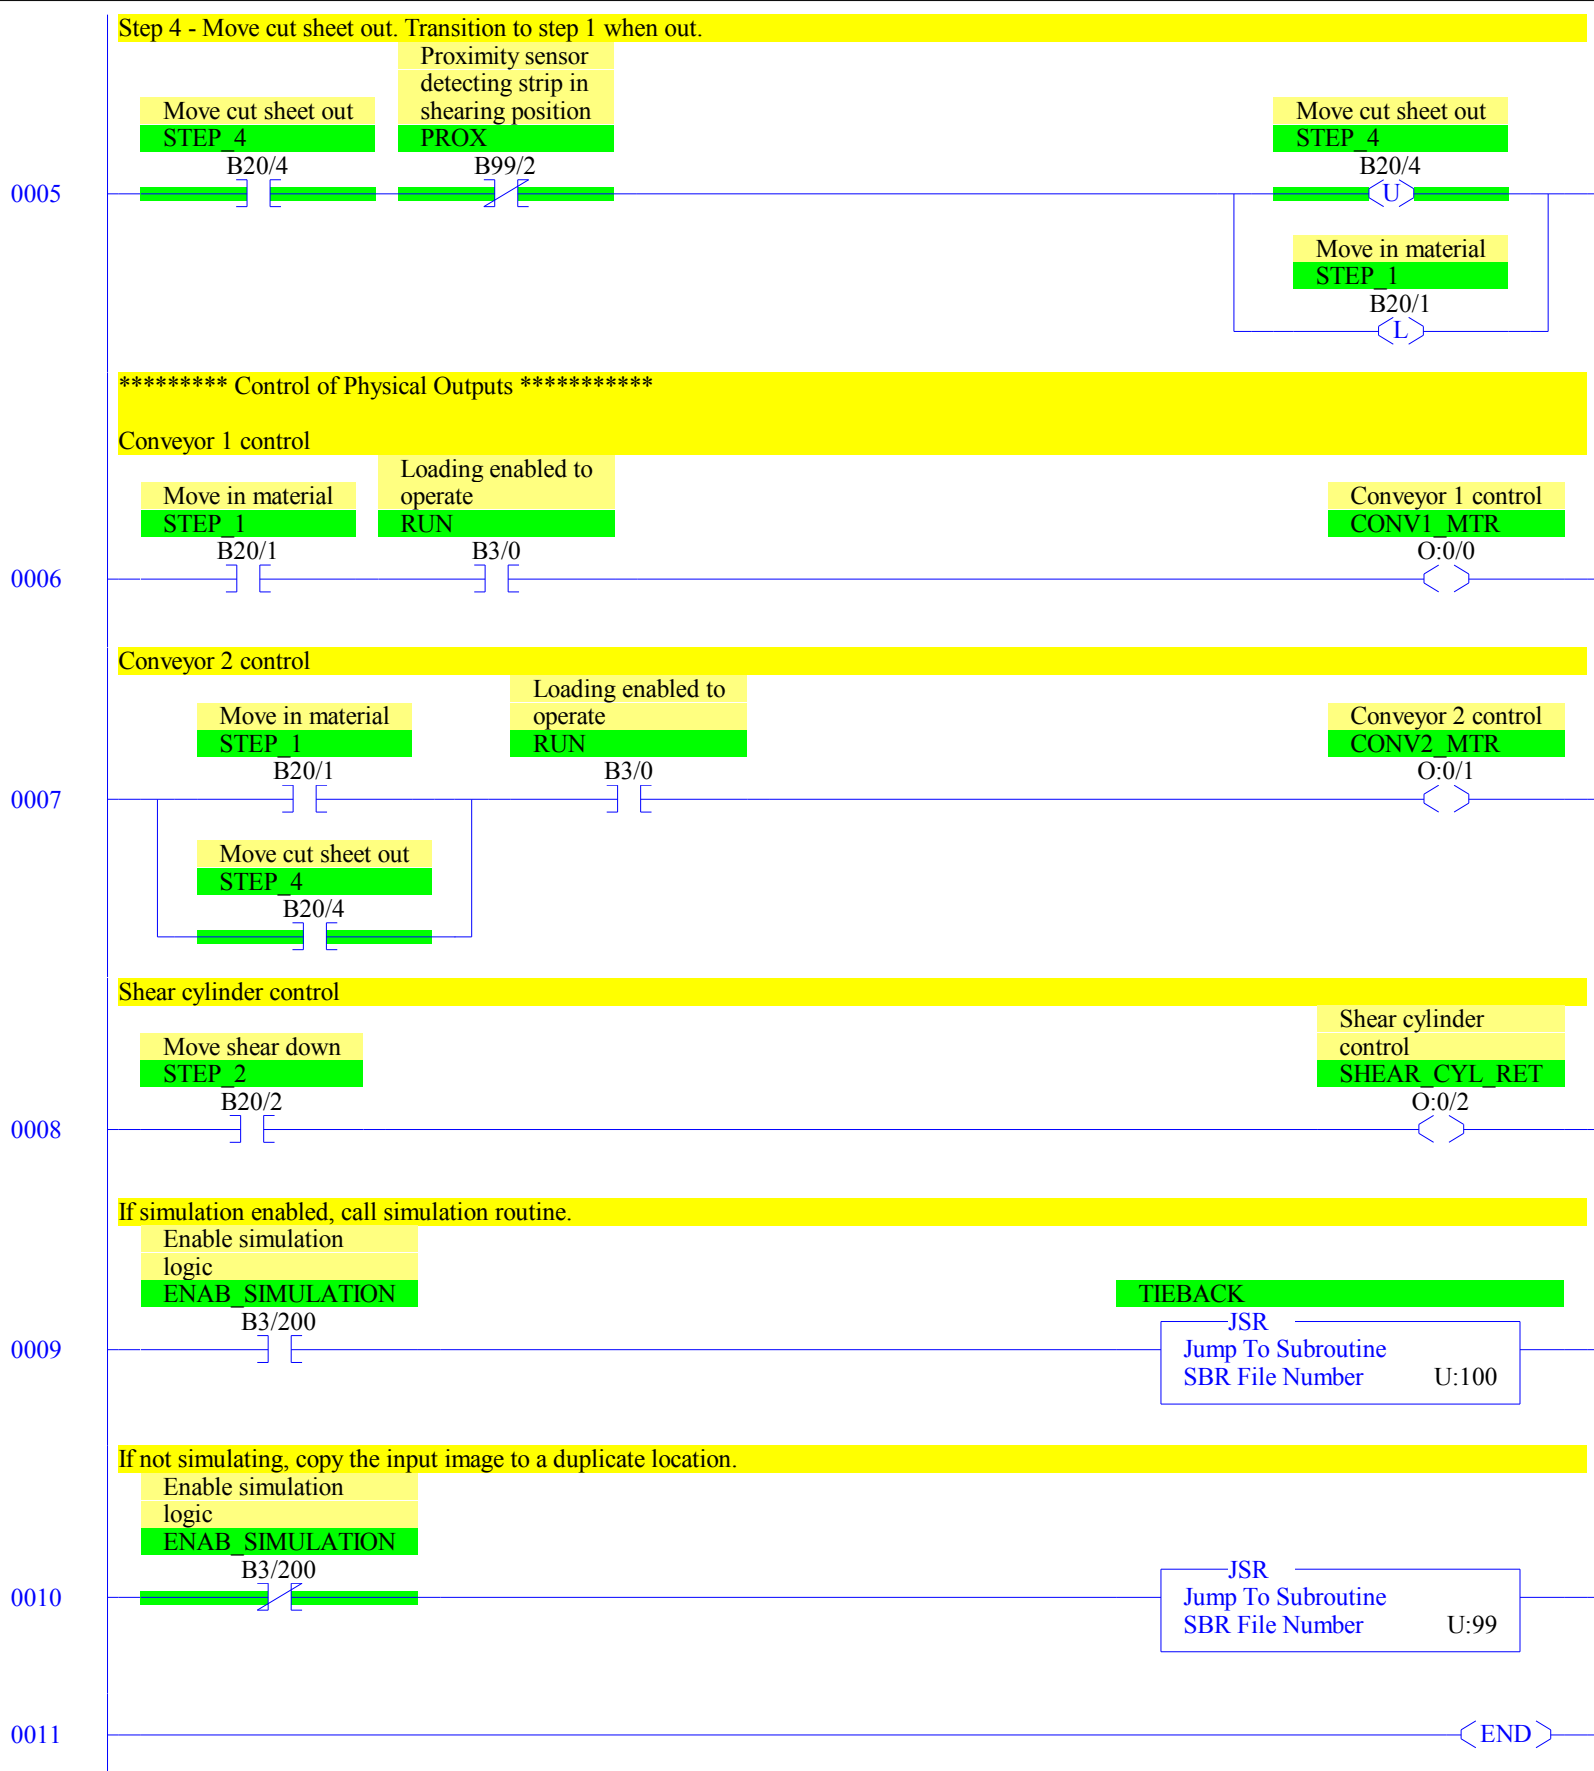 Step 4 - Move cut sheet out. Transition to step 1 when out.
Proximity sensor
detecting strip in
shearing position
PROX
B99/2
Move cut sheet out
STEP_4
B20/4
Move cut sheet out
STEP_4
B20/4
0005
U
Move in material
STEP_1
B20/1
L
********* Control of Physical Outputs ***********
Conveyor 1 control
Move in material
STEP_1
B20/1
Loading enabled to
operate
RUN
B3/0
Conveyor 1 control
CONV1_MTR
O:0/0
0006
Conveyor 2 control
Move in material
STEP_1
B20/1
Loading enabled to
operate
RUN
B3/0
Conveyor 2 control
CONV2_MTR
O:0/1
0007
Move cut sheet out
STEP_4
B20/4
Shear cylinder control
Move shear down
STEP_2
B20/2
Shear cylinder
control
SHEAR_CYL_RET
O:0/2
0008
If simulation enabled, call simulation routine.
Enable simulation
logic
ENAB_SIMULATION
B3/200
TIEBACK
JSR
0009
Jump To Subroutine
SBR File Number U:100
If not simulating, copy the input image to a duplicate location.
Enable simulation
logic
ENAB_SIMULATION
B3/200
JSR
0010
Jump To Subroutine
SBR File Number U:99
0011
END